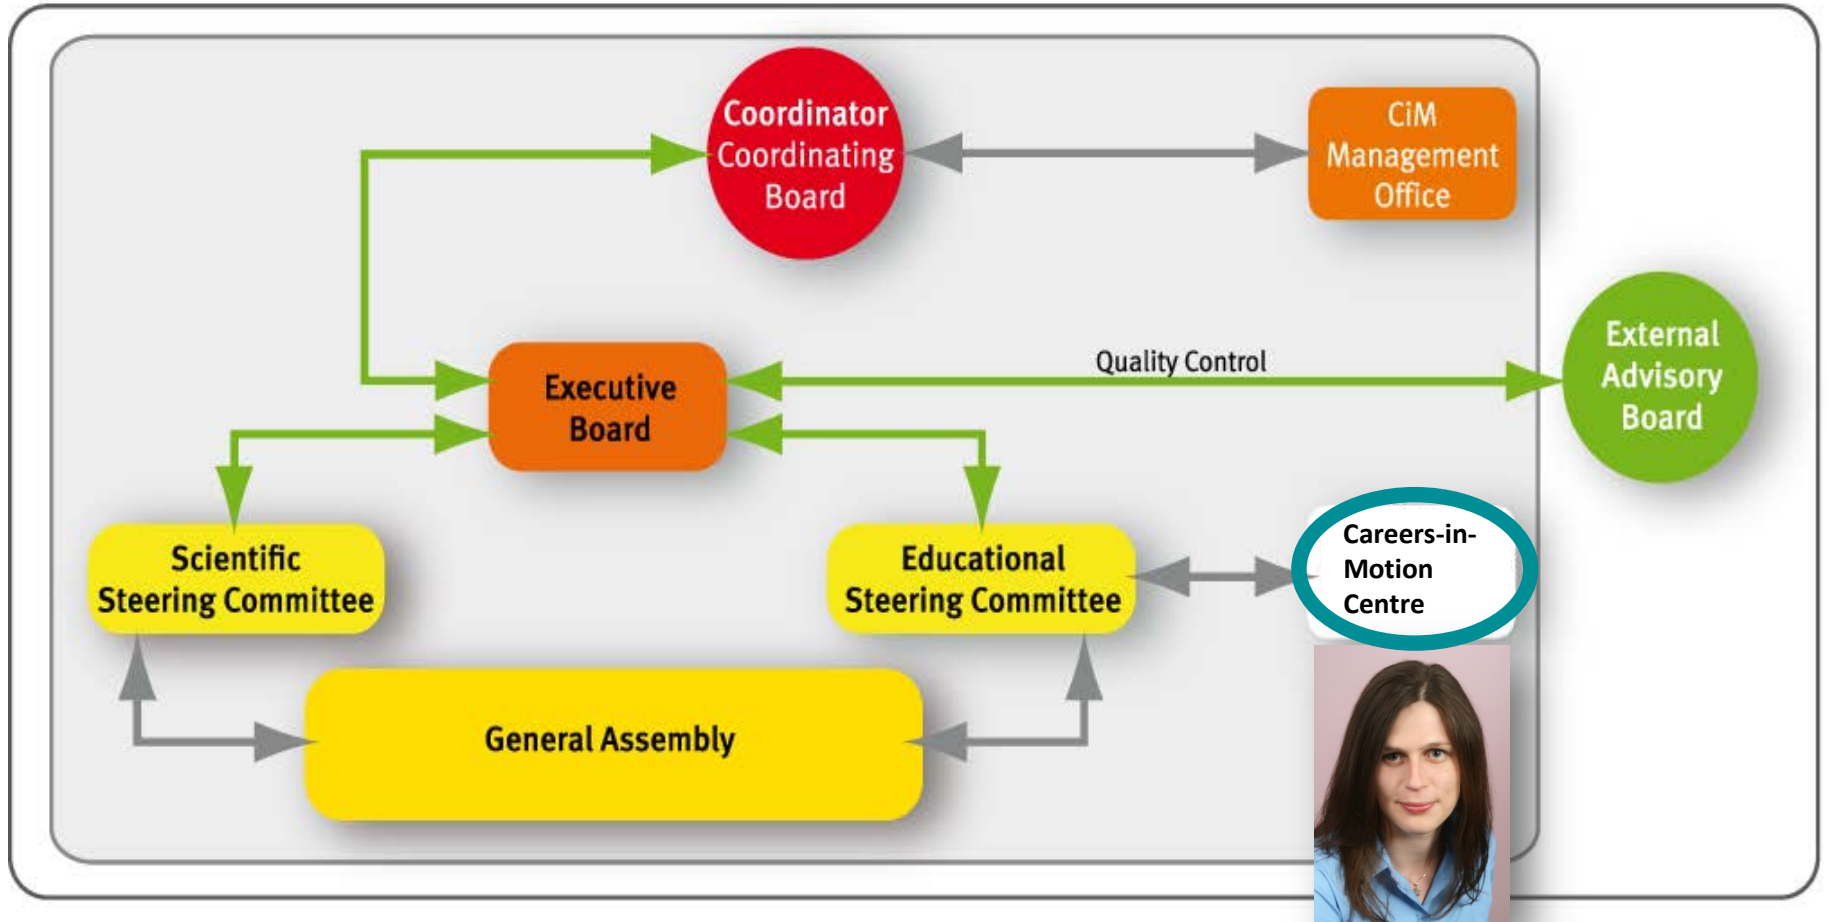 Coordinator
Coordinating
Board
CiM
Management
Office
Executive
Board
Quality Control
External
Advisory
Board
Scientific
Steering Committee
Educational
Steering Committee
Careers-in-
Motion
Centre
General Assembly